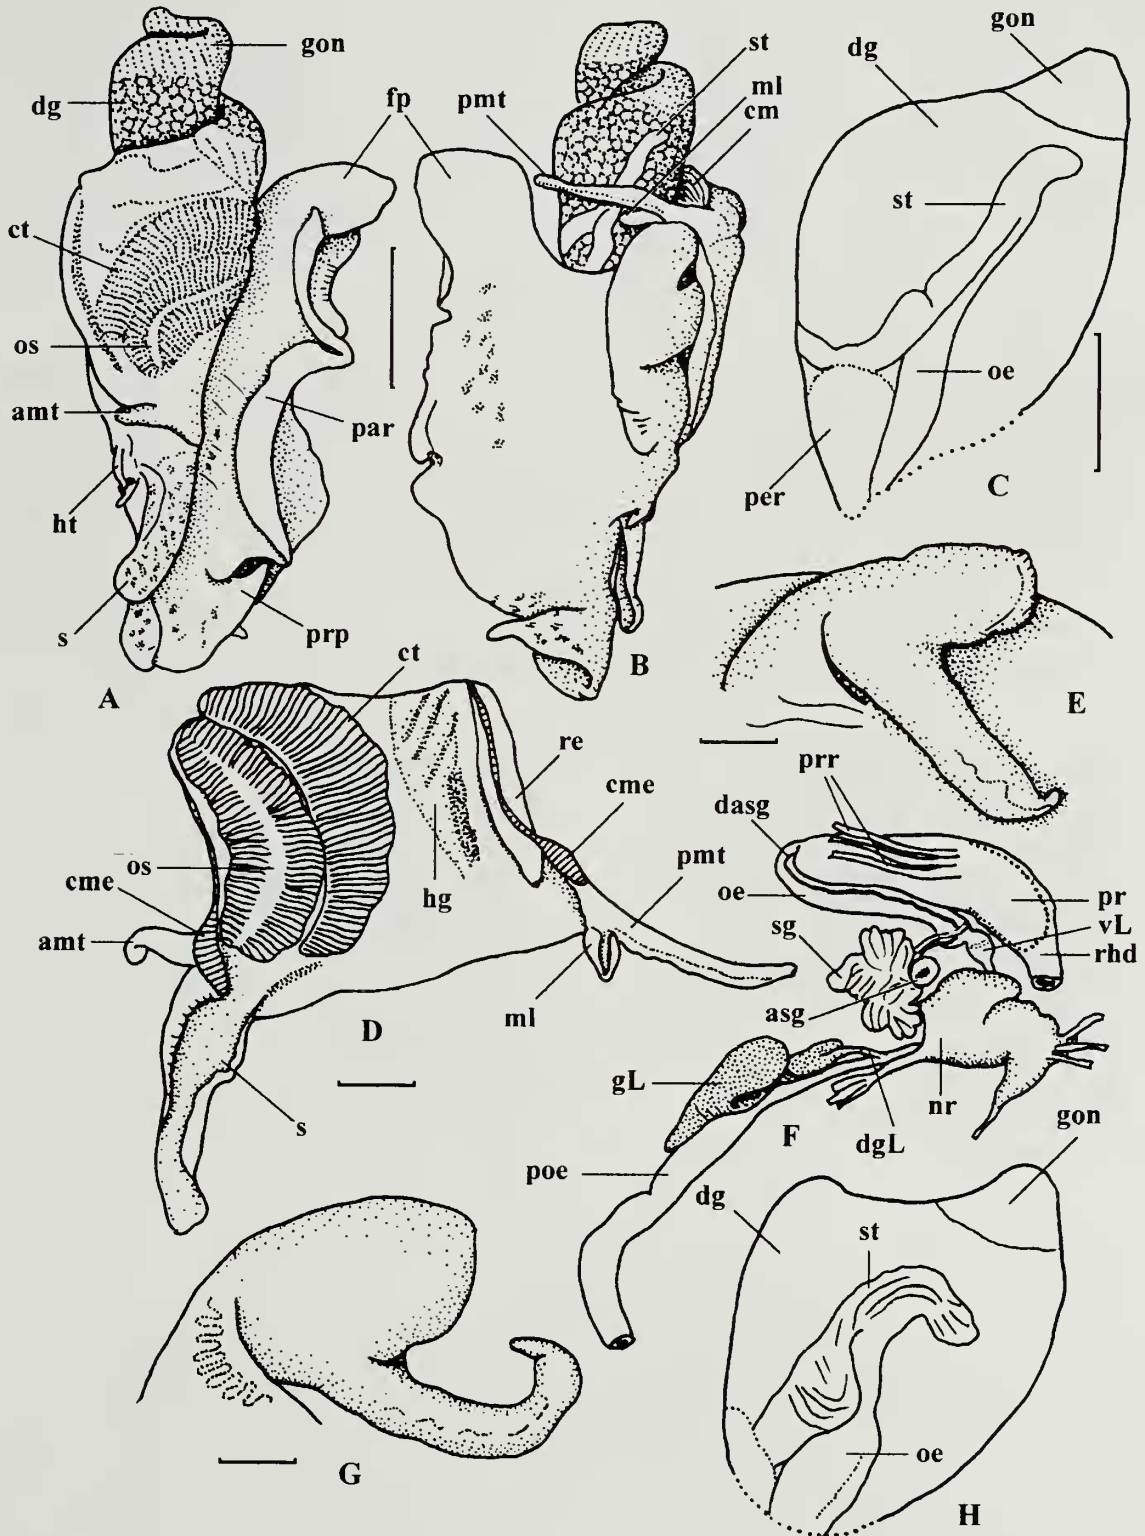 gon
dg
ct
os
amt
ht
s
A
fp
par
prp
pmt
st
ml
cm
B
gon
dg
st
oe
per
C
E
ct
re
cme
os
cme
hg
pmt
amt
ml
D
s
prr
dasg
oe
pr
vL
sg
rhd
asg
gL
nr
F
dgL
poe
G
gon
dg
st
oe
H